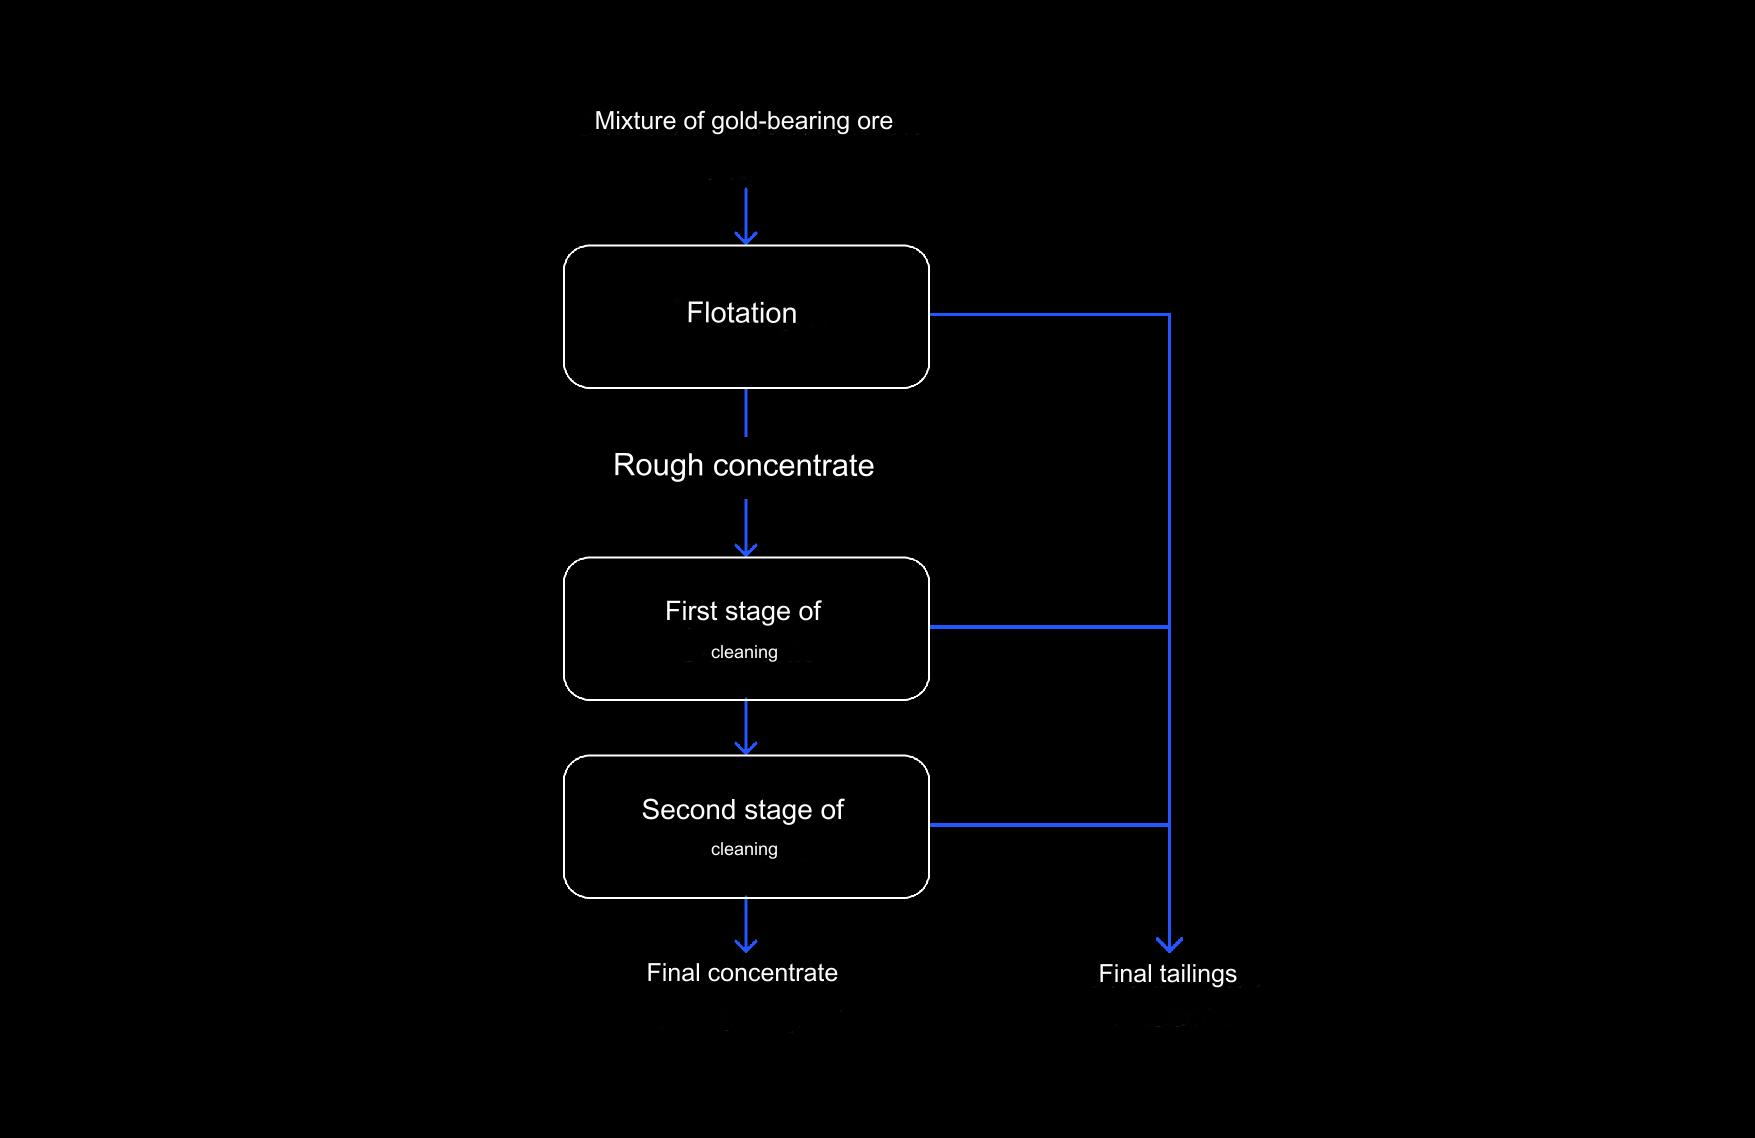 Mixture of gold-bearing ore
Flotation
Rough concentrate
First stage of
cleaning
Second stage of
cleaning
Final concentrate
Final tailings